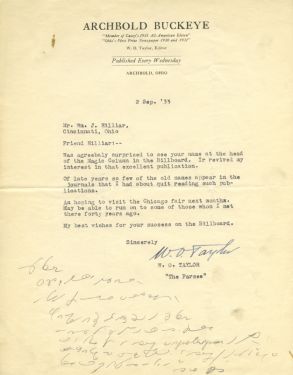 ARCHBOLD BUCKEYE
"Member of Casey's 1931 All-American Eleven"
"Ohio's Best Prize Newspaper 1930 and 1931"
W. O. Taylor, Editor
Published Every Wednesday
ARCHBOLD, OHIO
2 Sep. '33
Mr. Wm. J. Hilliar,
Cincinnati, Ohio
Friend Hilliar:--
Was agreeably surprized to see your name at the head
of the Magic Column in the Billboard. It revived my
interest in that excellent publication.
Of late years so few of the old names appear in the
journals that I had about quit reading such pub-
lications.
Am hoping to visit the Chicago fair next month.
May be able to run on to some of those whom I met
there forty years ago.
My best wishes for your success on the Billboard.
Sincerely
W. O. Taylor
W. O. TAYLOR
"The Parsee"